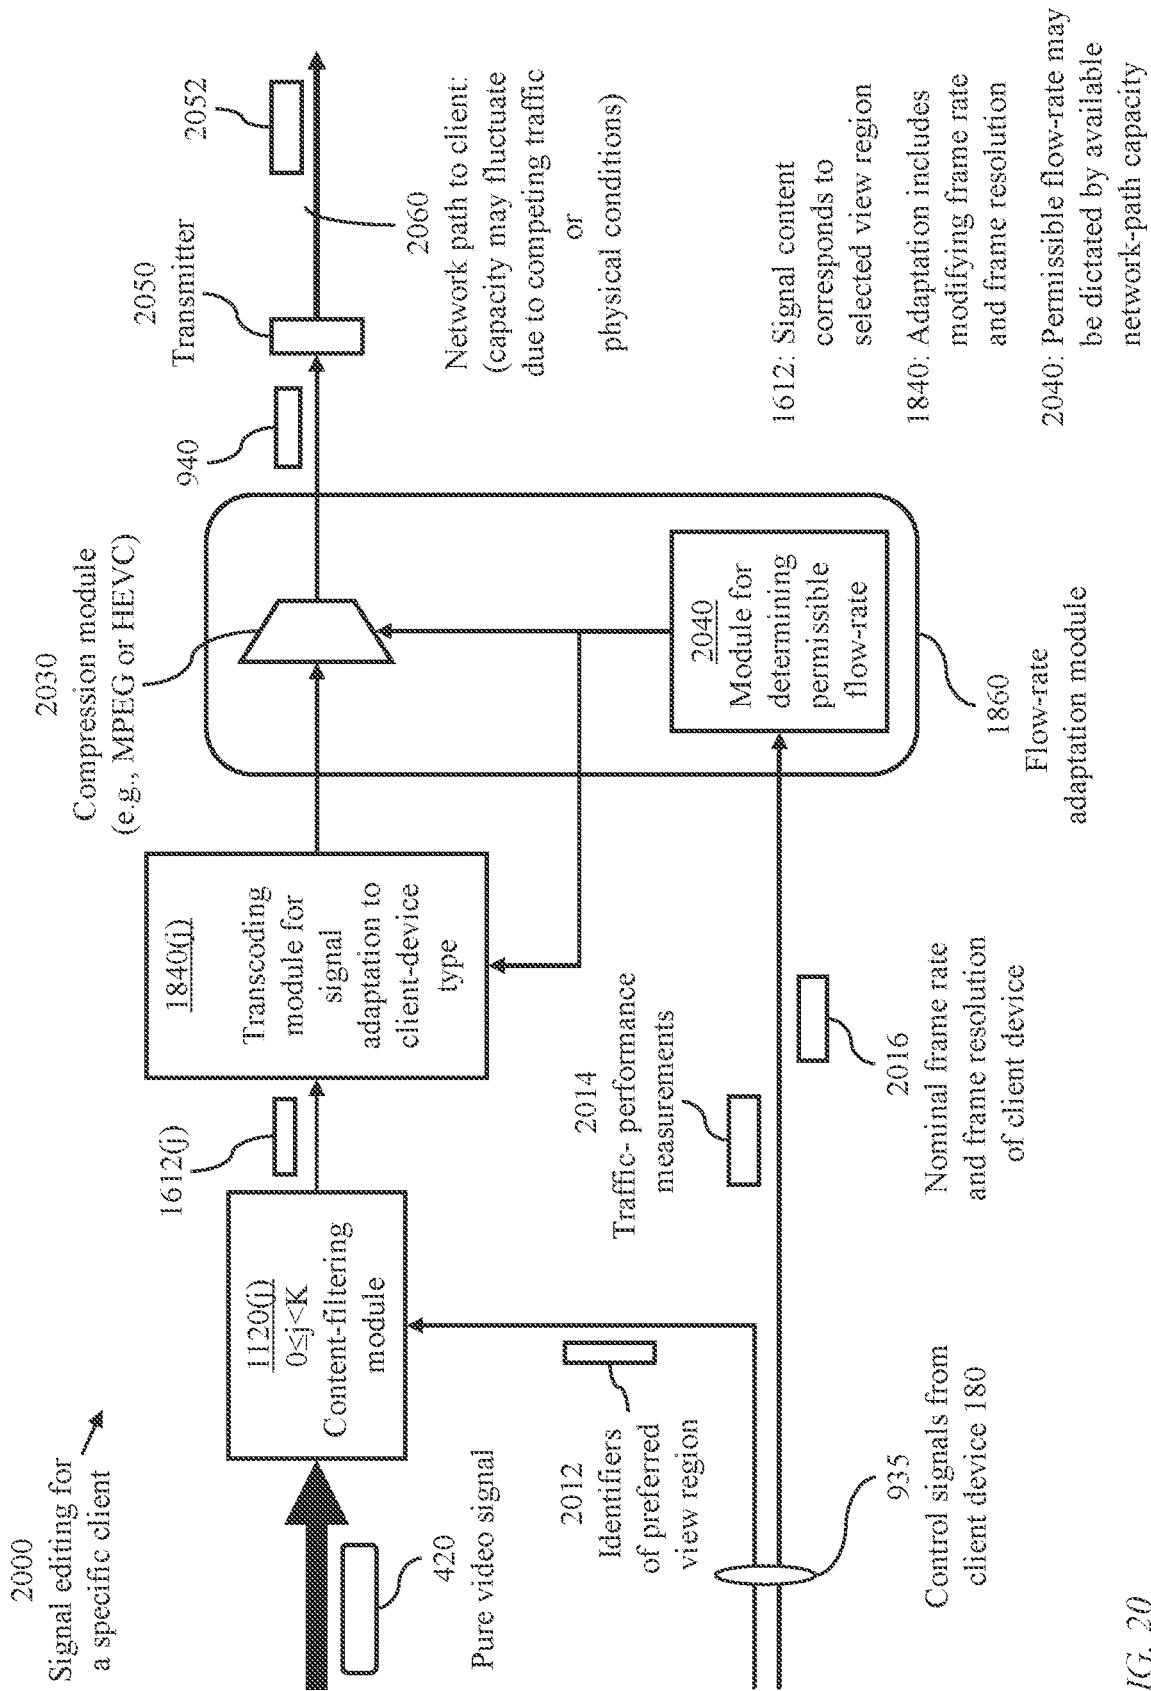 2000
Signal editing for
a specific client
420
Pure video signal
1120(j)
0≤j<K
Content-filtering
module
1612(j)
2012
Identifiers
of preferred
view region
935
Control signals from
client device 180
1840(j)
Transcoding
module for
signal
adaptation to
client-device
type
2014
Traffic- performance
measurements
2016
Nominal frame rate
and frame resolution
of client device
2030
Compression module
(e.g., MPEG or HEVC)
2040
Module for
determining
permissible
flow-rate
1860
Flow-rate
adaptation module
940
Transmitter
2050
2052
2060
Network path to client:
(capacity may fluctuate
due to competing traffic
or
physical conditions)
1612: Signal content
corresponds to
selected view region
1840: Adaptation includes
modifying frame rate
and frame resolution
2040: Permissible flow-rate may
be dictated by available
network-path capacity
IG. 20